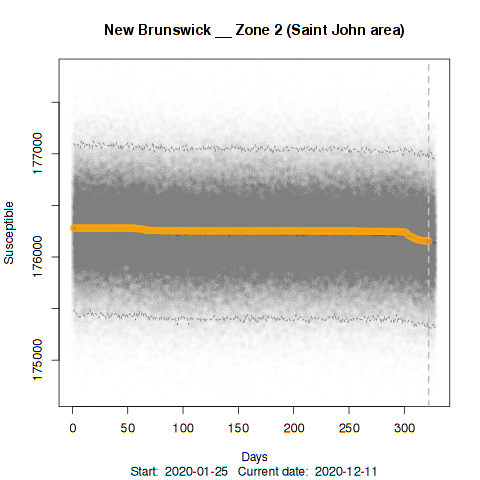 New Brunswick __ Zone 2 (Saint John area)
Susceptible
177000
176000
175000
0 50 100 150 200 250 300
Days
Start: 2020-01-25 Current date: 2020-12-11